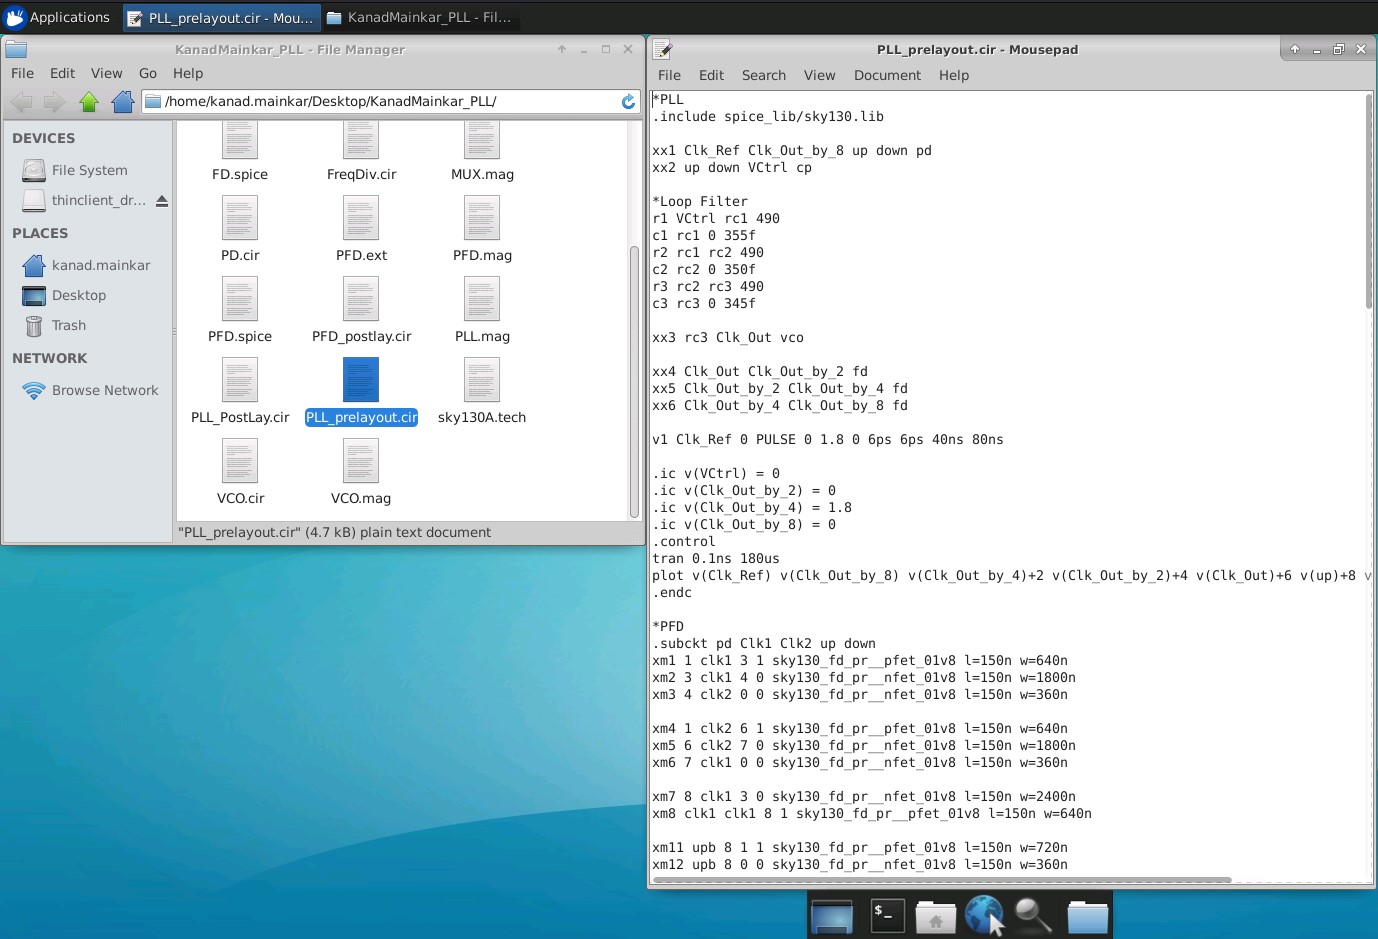 Applications
PLL_prelayout.cir - Mou...
KanadMainkar_PLL - Fil...
KanadMainkar_PLL - File Manager
File Edit View Go Help
/home/kanad.mainkar/Desktop/KanadMainkar_PLL/
DEVICES
File System
thinclient_dr...
PLACES
kanad.mainkar
Desktop
Trash
NETWORK
Browse Network
FD.spice
FreqDiv.cir
MUX.mag
PD.cir
PFD.ext
PFD.mag
PFD.spice
PFD_postlay.cir
PLL.mag
PLL_PostLay.cir
PLL_prelayout.cir
sky130A.tech
VCO.cir
VCO.mag
"PLL_prelayout.cir" (4.7 kB) plain text document
PLL_prelayout.cir - Mousepad
File Edit Search View Document Help
*PLL
.include spice_lib/sky130.lib
xx1 Clk_Ref Clk_Out_by_8 up down pd
xx2 up down VCtrl cp
*Loop Filter
r1 VCtrl rc1 490
c1 rc1 0 355f
r2 rc1 rc2 490
c2 rc2 0 350f
r3 rc2 rc3 490
c3 rc3 0 345f
xx3 rc3 Clk_Out vco
xx4 Clk_Out Clk_Out_by_2 fd
xx5 Clk_Out_by_2 Clk_Out_by_4 fd
xx6 Clk_Out_by_4 Clk_Out_by_8 fd
v1 Clk_Ref 0 PULSE 0 1.8 0 6ps 6ps 40ns 80ns
.ic v(VCtrl) = 0
.ic v(Clk_Out_by_2) = 0
.ic v(Clk_Out_by_4) = 1.8
.ic v(Clk_Out_by_8) = 0
.control
tran 0.1ns 180us
plot v(Clk_Ref) v(Clk_Out_by_8) v(Clk_Out_by_4)+2 v(Clk_Out_by_2)+4 v(Clk_Out)+6 v(up)+8 v
.endc
*PFD
.subckt pd Clk1 Clk2 up down
xm1 1 clk1 3 1 sky130_fd_pr__pfet_01v8 l=150n w=640n
xm2 3 clk1 4 0 sky130_fd_pr__nfet_01v8 l=150n w=1800n
xm3 4 clk2 0 0 sky130_fd_pr__nfet_01v8 l=150n w=360n
xm4 1 clk2 6 1 sky130_fd_pr__pfet_01v8 l=150n w=640n
xm5 6 clk2 7 0 sky130_fd_pr__nfet_01v8 l=150n w=1800n
xm6 7 clk1 0 0 sky130_fd_pr__nfet_01v8 l=150n w=360n
xm7 8 clk1 3 0 sky130_fd_pr__nfet_01v8 l=150n w=2400n
xm8 clk1 clk1 8 1 sky130_fd_pr__pfet_01v8 l=150n w=640n
xm11 upb 8 1 1 sky130_fd_pr__pfet_01v8 l=150n w=720n
xm12 upb 8 0 0 sky130_fd_pr__nfet_01v8 l=150n w=360n
$_